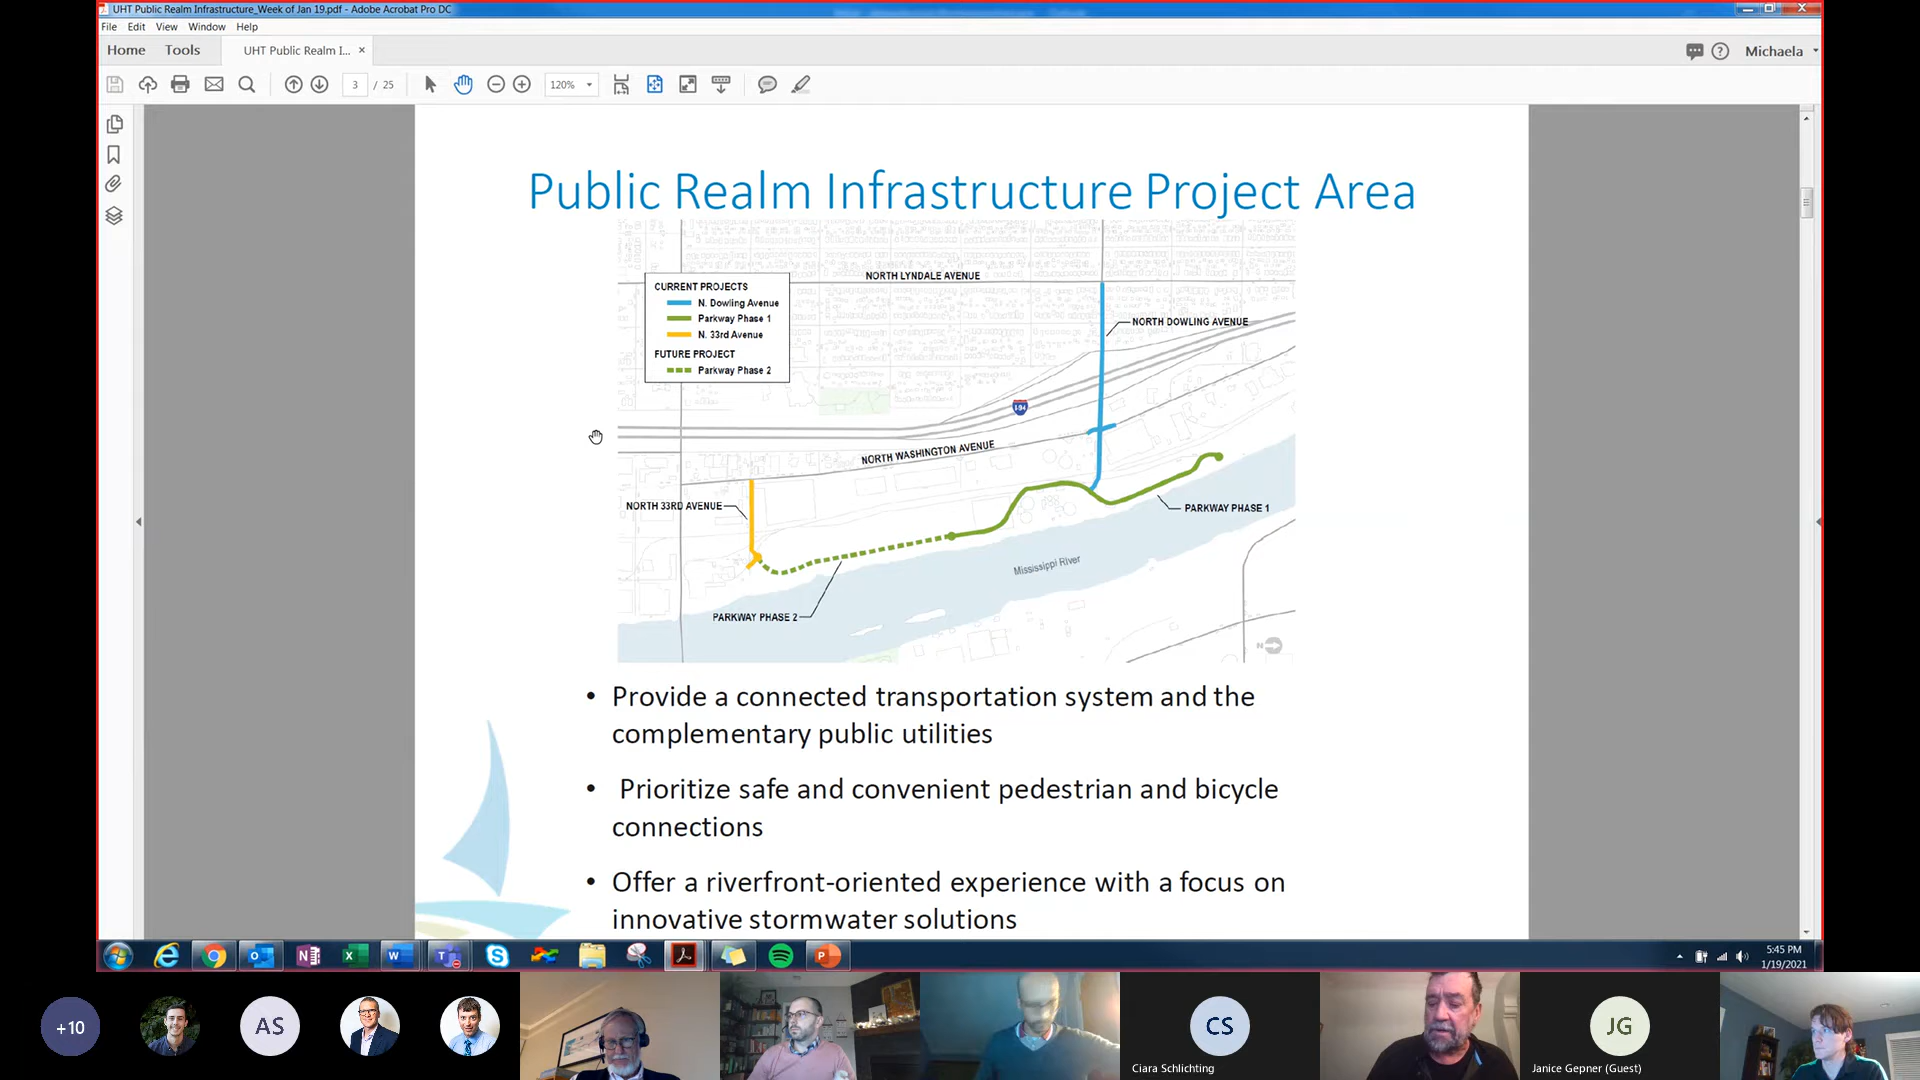 UHT Public Realm Infrastructure_Week of Jan 19.pdf - Adobe Acrobat Pro DC
File Edit View Window Help
Home Tools UHT Public Realm I... ×
Michaela
3 / 25
120%
Public Realm Infrastructure Project Area
NORTH LYNDALE AVENUE
CURRENT PROJECTS
N. Dowling Avenue
Parkway Phase 1
N. 33rd Avenue
FUTURE PROJECT
Parkway Phase 2
NORTH DOWLING AVENUE
I-94
NORTH WASHINGTON AVENUE
NORTH 33RD AVENUE
PARKWAY PHASE 1
Mississippi River
PARKWAY PHASE 2
N
• Provide a connected transportation system and the
complementary public utilities
• Prioritize safe and convenient pedestrian and bicycle
connections
• Offer a riverfront-oriented experience with a focus on
innovative stormwater solutions
5:45 PM
1/19/2021
+10
AS
CS
JG
Ciara Schlichting
Janice Gepner (Guest)